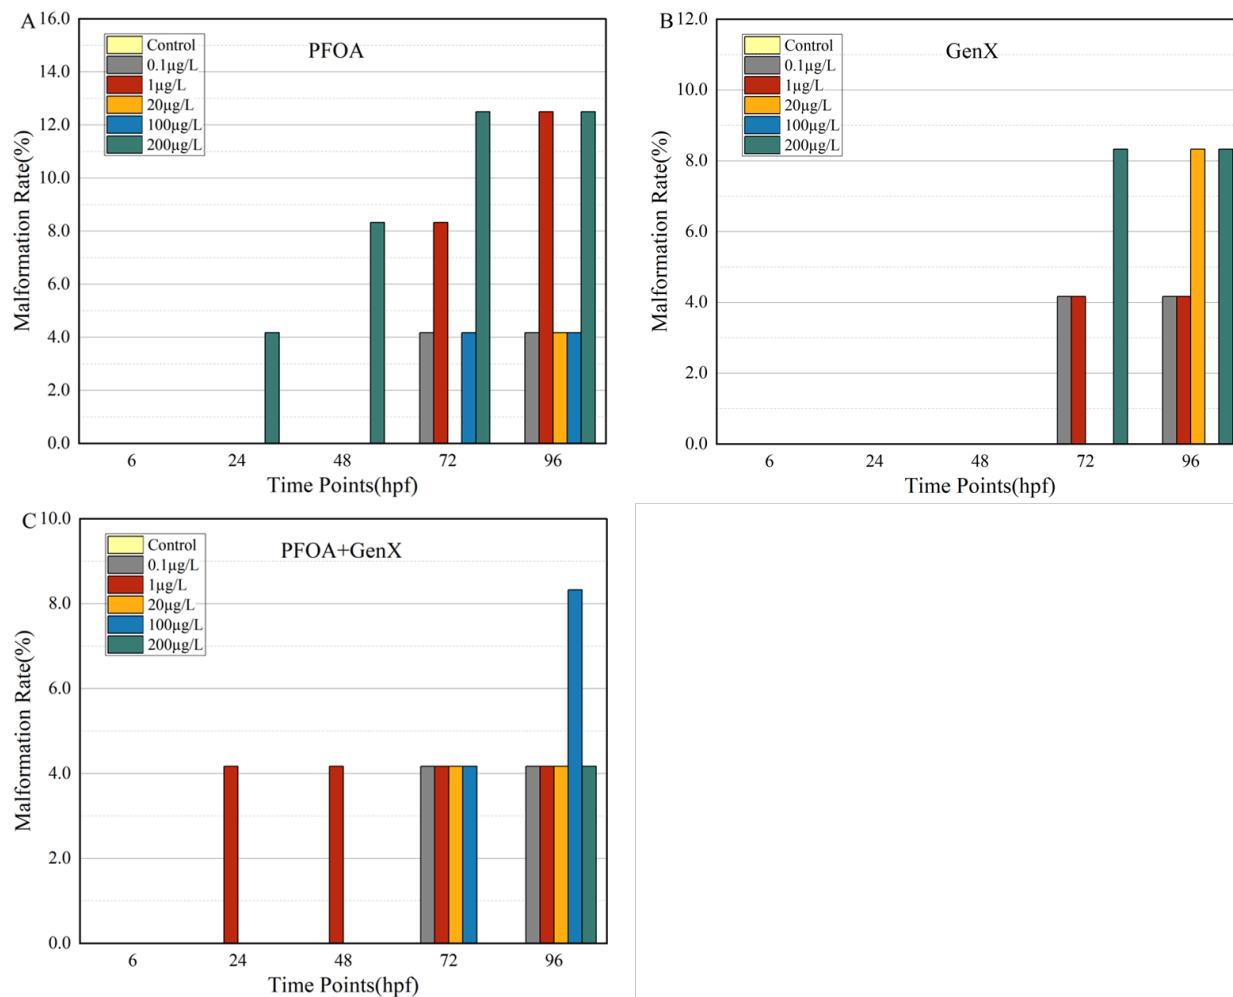 A
PFOA
Control
0.1µg/L
1µg/L
20µg/L
100µg/L
200µg/L
Malformation Rate(%)
16.0
14.0
12.0
10.0
8.0
6.0
4.0
2.0
0.0
6 24 48 72 96
Time Points(hpf)
B
GenX
Control
0.1µg/L
1µg/L
20µg/L
100µg/L
200µg/L
Malformation Rate(%)
12.0
10.0
8.0
6.0
4.0
2.0
0.0
6 24 48 72 96
Time Points(hpf)
C
PFOA+GenX
Control
0.1µg/L
1µg/L
20µg/L
100µg/L
200µg/L
Malformation Rate(%)
10.0
8.0
6.0
4.0
2.0
0.0
6 24 48 72 96
Time Points(hpf)